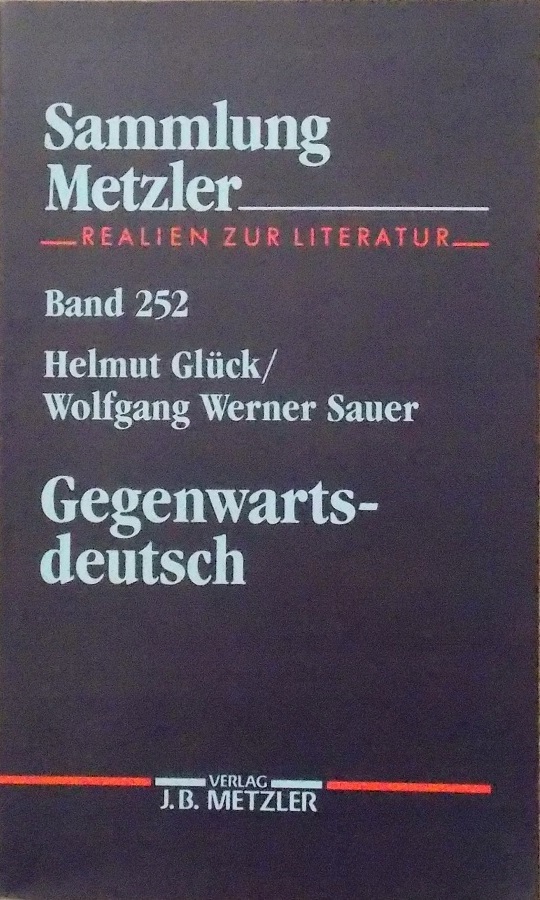 Sammlung
Metzler
REALIEN ZUR LITERATUR
Band 252
Helmut Glück/
Wolfgang Werner Sauer
Gegenwarts-
deutsch
VERLAG
J.B. METZLER